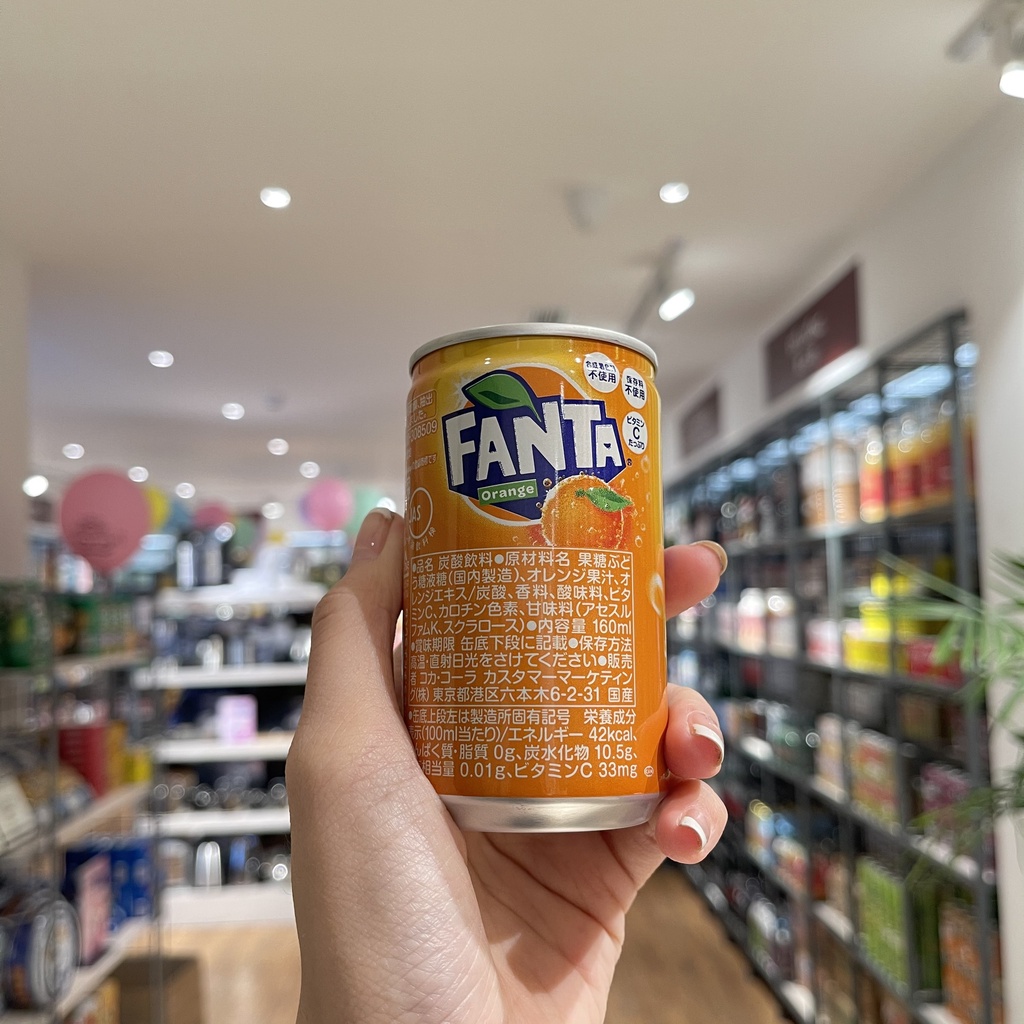 不使用
保存料
不使用
ビタミン
C
たっぷり
FANTA
Orange
JAS
品名 炭酸飲料●原材料名 果糖ぶど
う糖液糖(国内製造)、オレンジ果汁、オ
レンジエキス/炭酸、香料、酸味料、ビタ
ミンC、カロチン色素、甘味料(アセスル
ファムK、スクラロース)●内容量 160ml
●賞味期限 缶底下段に記載●保存方法
高温・直射日光をさけてください●販売
者 コカ・コーラ カスタマーマーケティン
グ(株) 東京都港区六本木6-2-31 国産
●缶底上段左は製造所固有記号 栄養成分
示(100ml当たり)/エネルギー 42kcal、
んぱく質・脂質 0g、炭水化物 10.5g、
相当量 0.01g、ビタミンC 33mg